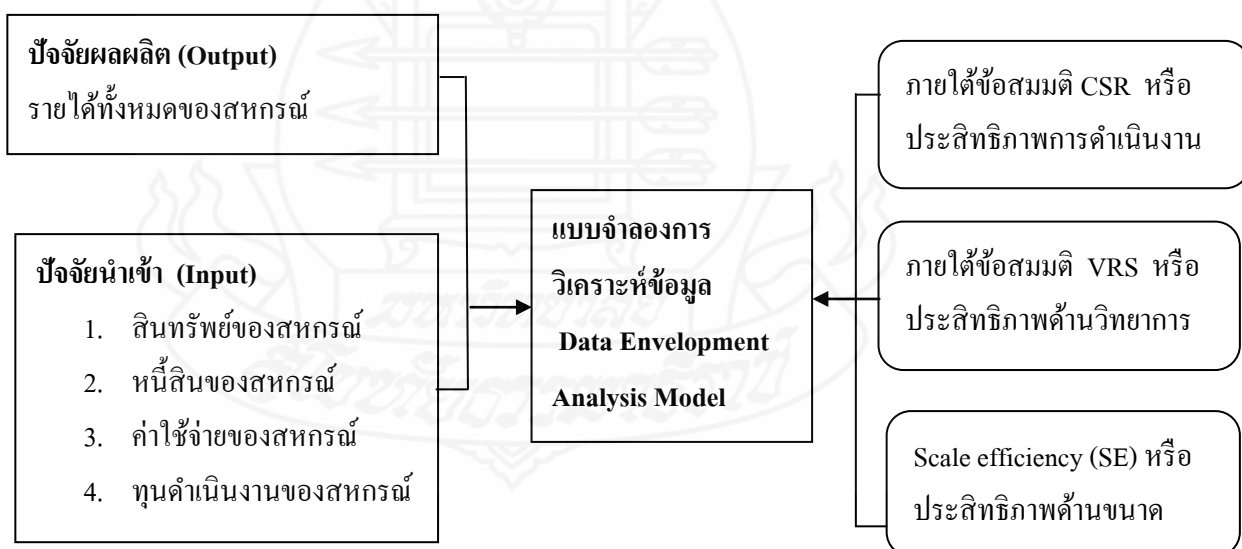 ปัจจัยผลผลิต (Output)
รายได้ทั้งหมดของสหกรณ์
ปัจจัยนำเข้า (Input)
1. สินทรัพย์ของสหกรณ์
2. หนี้สินของสหกรณ์
3. ค่าใช้จ่ายของสหกรณ์
4. ทุนดำเนินงานของสหกรณ์
แบบจำลองการ
วิเคราะห์ข้อมูล
Data Envelopment
Analysis Model
ภายใต้ข้อสมมติ CSR หรือ
ประสิทธิภาพการดำเนินงาน
ภายใต้ข้อสมมติ VRS หรือ
ประสิทธิภาพด้านวิทยาการ
Scale efficiency (SE) หรือ
ประสิทธิภาพด้านขนาด